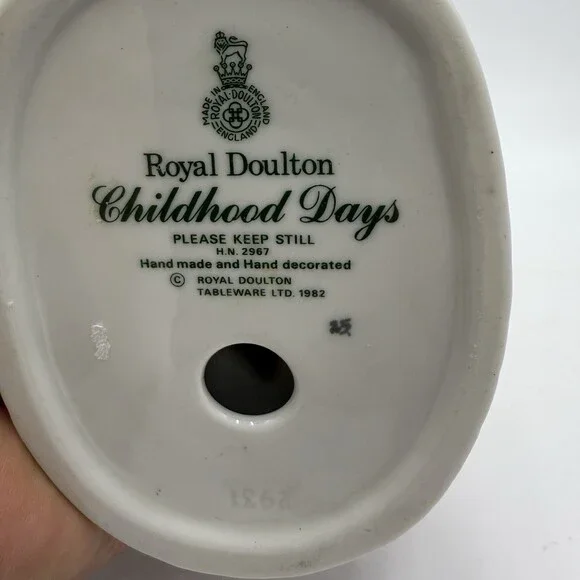 MADE IN ENGLAND
ROYAL·DOULTON
ENGLAND
Royal Doulton
Childhood Days
PLEASE KEEP STILL
H.N. 2967
Hand made and Hand decorated
© ROYAL DOULTON
TABLEWARE LTD. 1982